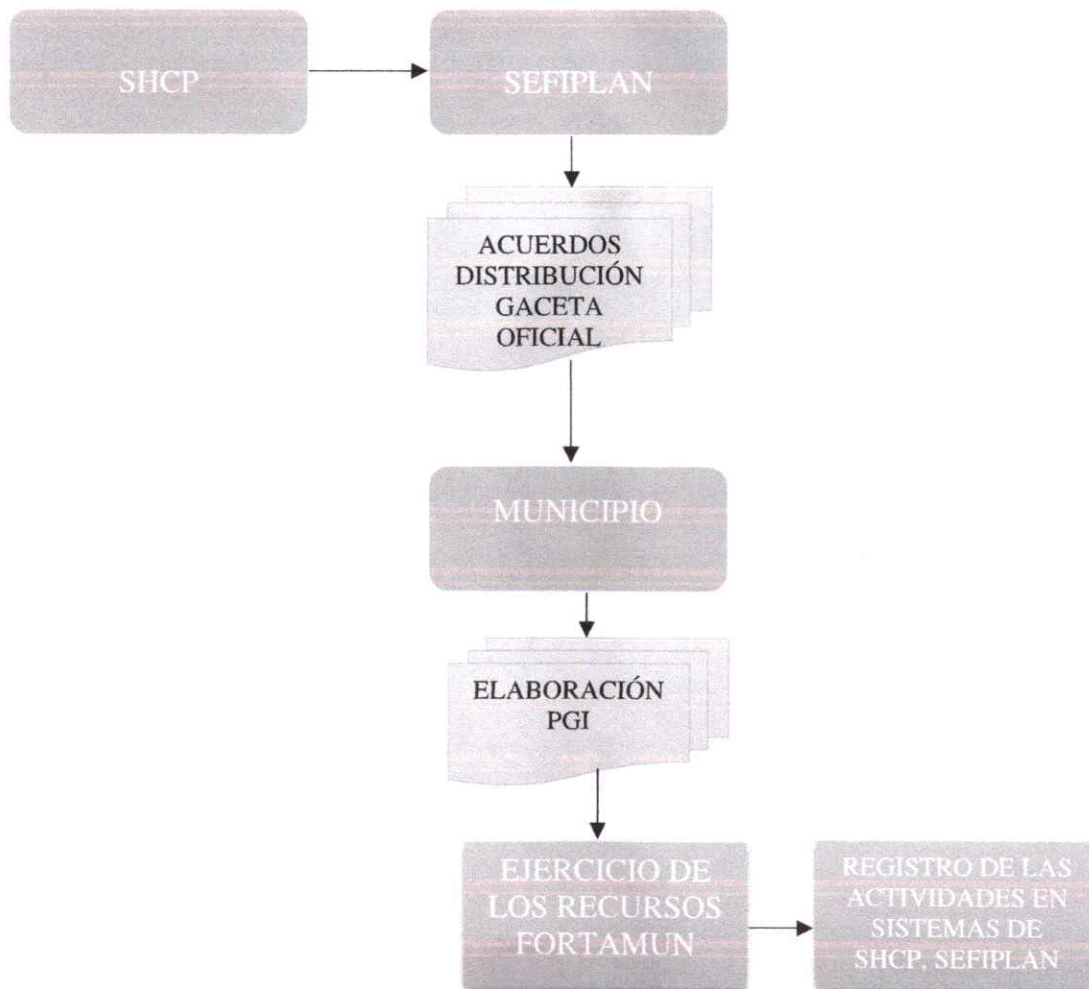 SHCP
SEFIPLAN
ACUERDOS
DISTRIBUCIÓN
GACETA
OFICIAL
MUNICIPIO
ELABORACIÓN
PGI
EJERCICIO DE
LOS RECURSOS
FORTAMUN
REGISTRO DE LAS
ACTIVIDADES EN
SISTEMAS DE
SHCP, SEFIPLAN